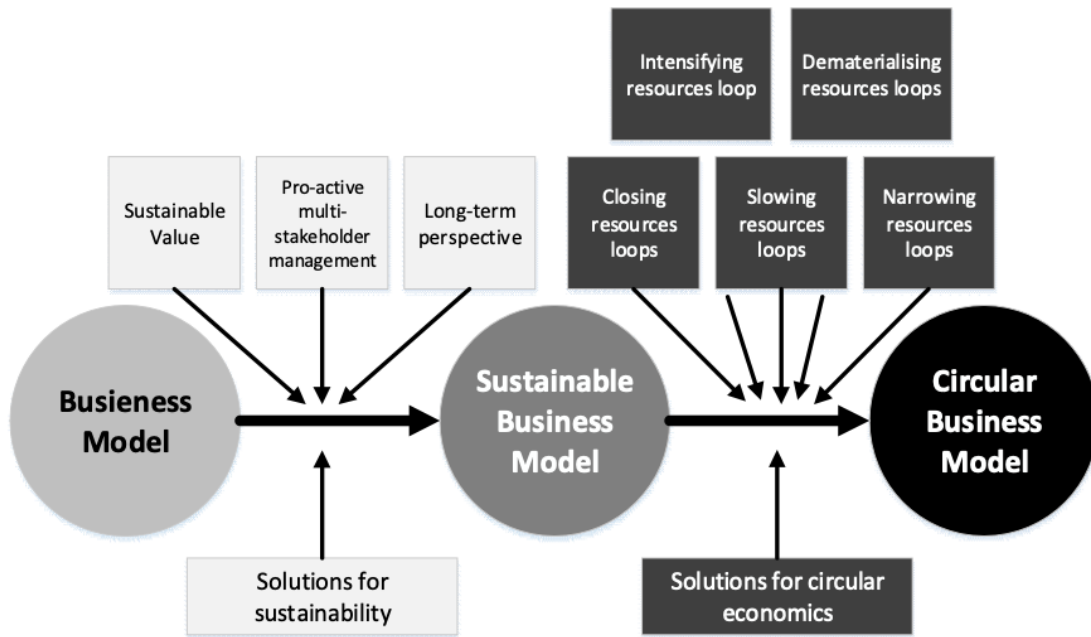 Intensifying
resources loop
Dematerialising
resources loops
Sustainable
Value
Pro-active
multi-
stakeholder
management
Long-term
perspective
Closing
resources
loops
Slowing
resources
loops
Narrowing
resources
loops
Busieness
Model
Sustainable
Business
Model
Circular
Business
Model
Solutions for
sustainability
Solutions for circular
economics